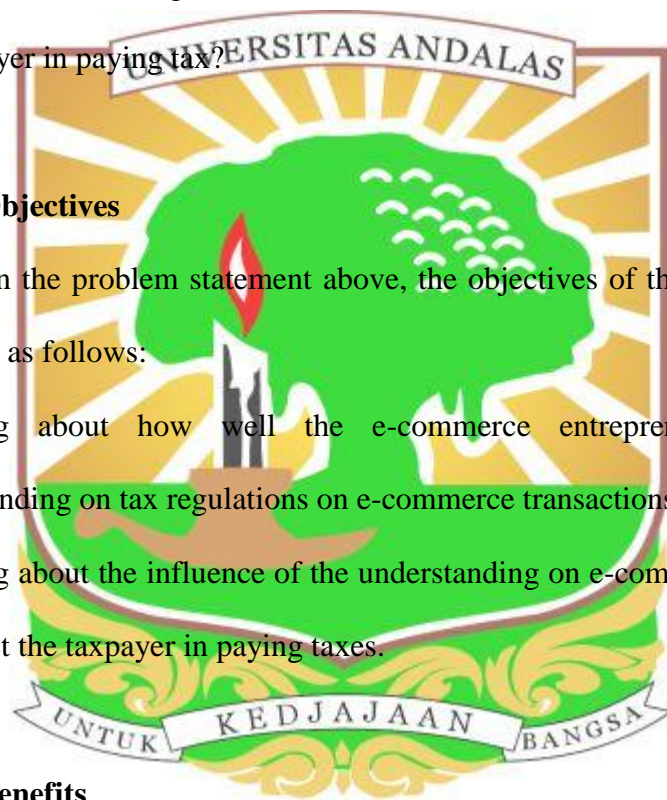 yer in paying tax?
UNIVERSITAS ANDALAS
bjectives
n the problem statement above, the objectives of th
as follows:
g about how well the e-commerce entrepren
nding on tax regulations on e-commerce transactions
g about the influence of the understanding on e-com
t the taxpayer in paying taxes.
UNTUK KEDJAJAAN BANGSA
enefits